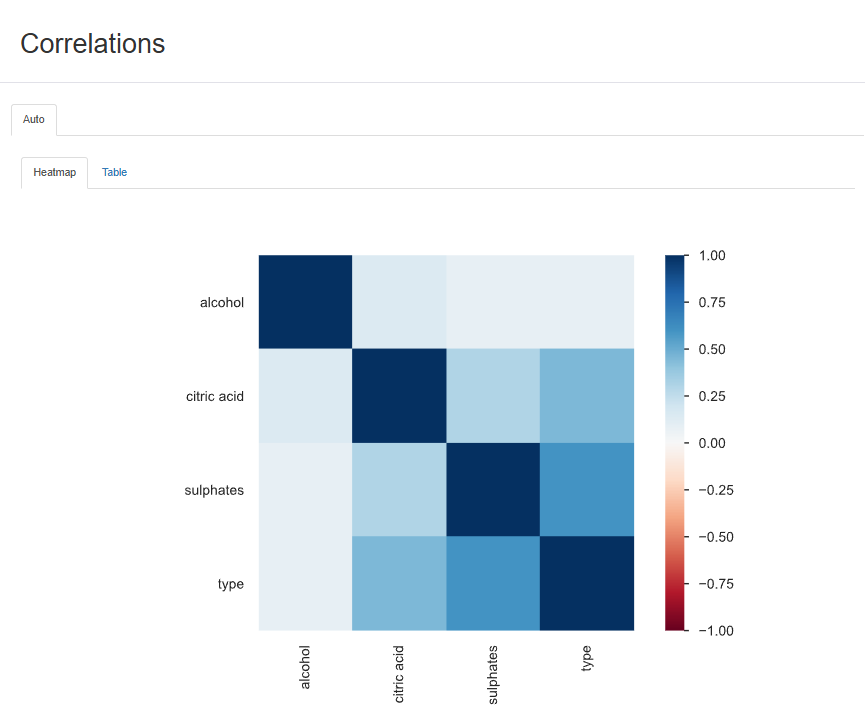 Correlations
Auto
Heatmap Table
alcohol
citric acid
sulphates
type
alcohol
citric acid
sulphates
type
1.00
0.75
0.50
0.25
0.00
−0.25
−0.50
−0.75
−1.00